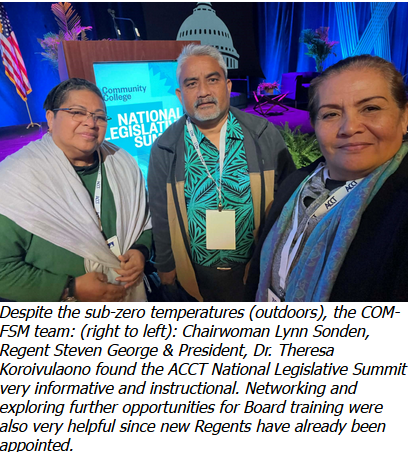 Community
College
NATIONAL
LEGISLATIVE
SUMM
ACCT
Despite the sub-zero temperatures (outdoors), the COM-
FSM team: (right to left): Chairwoman Lynn Sonden,
Regent Steven George & President, Dr. Theresa
Koroivulaono found the ACCT National Legislative Summit
very informative and instructional. Networking and
exploring further opportunities for Board training were
also very helpful since new Regents have already been
appointed.